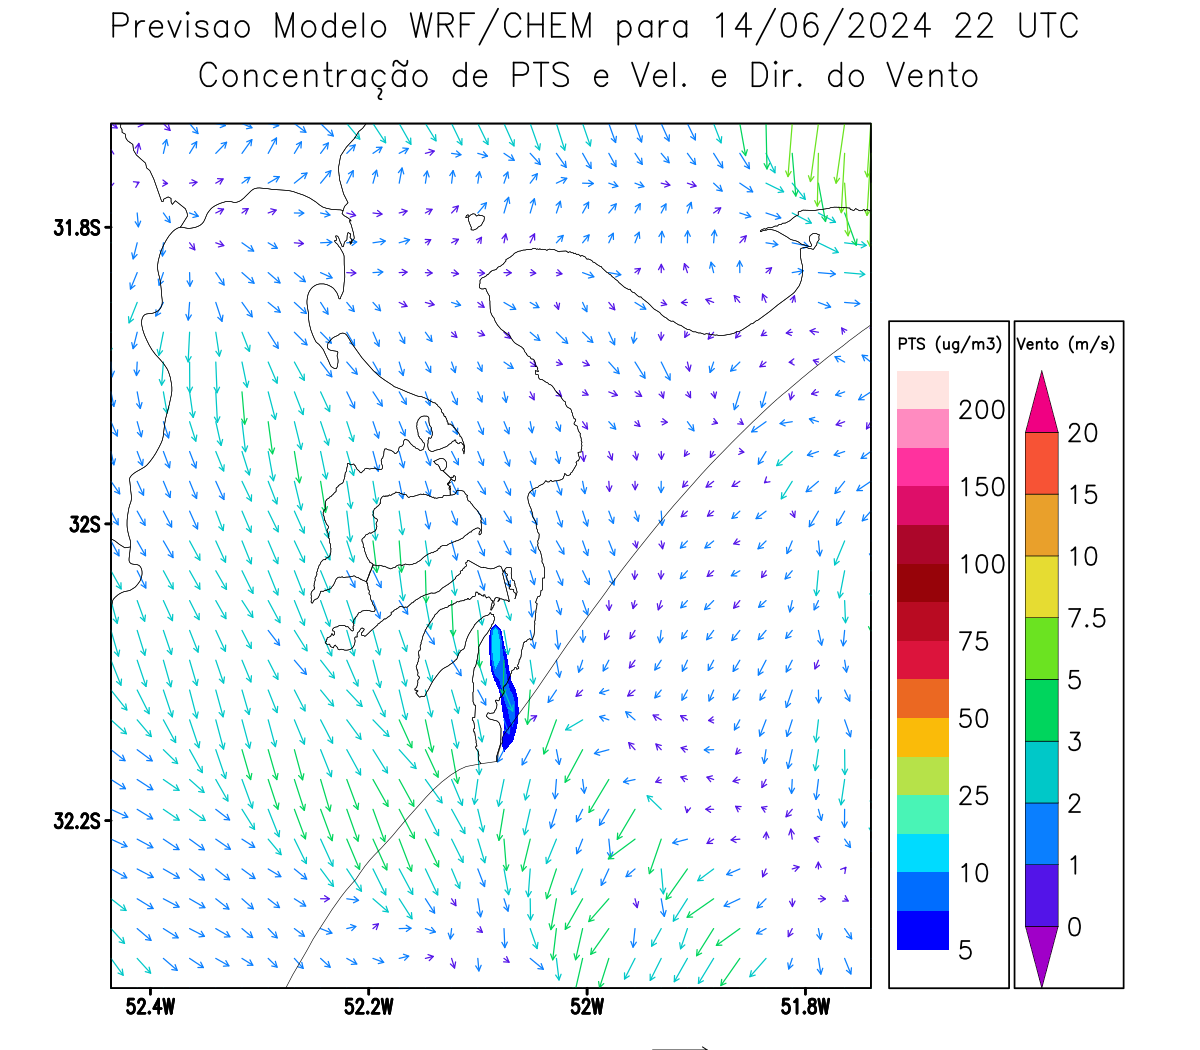 Previsao Modelo WRF/CHEM para 14/06/2024 22 UTC
Concentração de PTS e Vel. e Dir. do Vento
31.8S
32S
32.2S
52.4W 52.2W 52W 51.8W
PTS (ug/m3)
200
150
100
75
50
25
10
5
Vento (m/s)
20
15
10
7.5
5
3
2
1
0